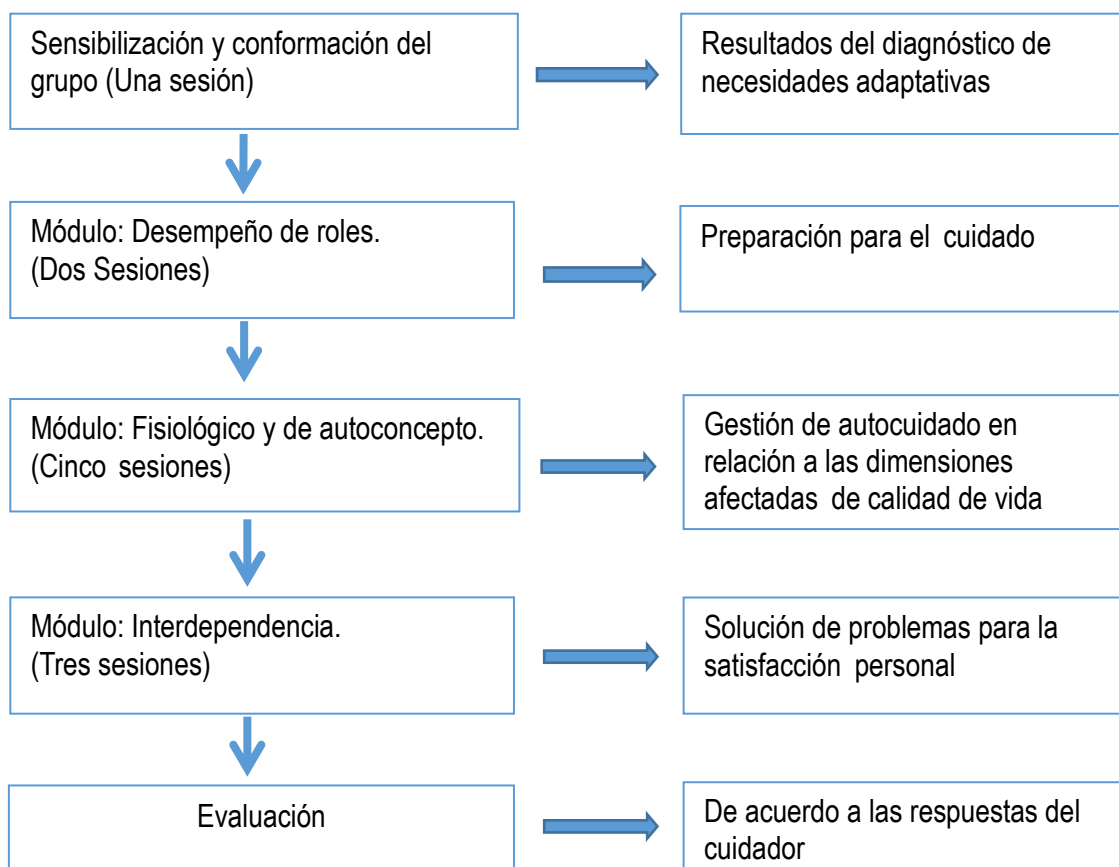 Sensibilización y conformación del
grupo (Una sesión)
Resultados del diagnóstico de
necesidades adaptativas
Módulo: Desempeño de roles.
(Dos Sesiones)
Preparación para el cuidado
Módulo: Fisiológico y de autoconcepto.
(Cinco sesiones)
Gestión de autocuidado en
relación a las dimensiones
afectadas de calidad de vida
Módulo: Interdependencia.
(Tres sesiones)
Solución de problemas para la
satisfacción personal
Evaluación
De acuerdo a las respuestas del
cuidador